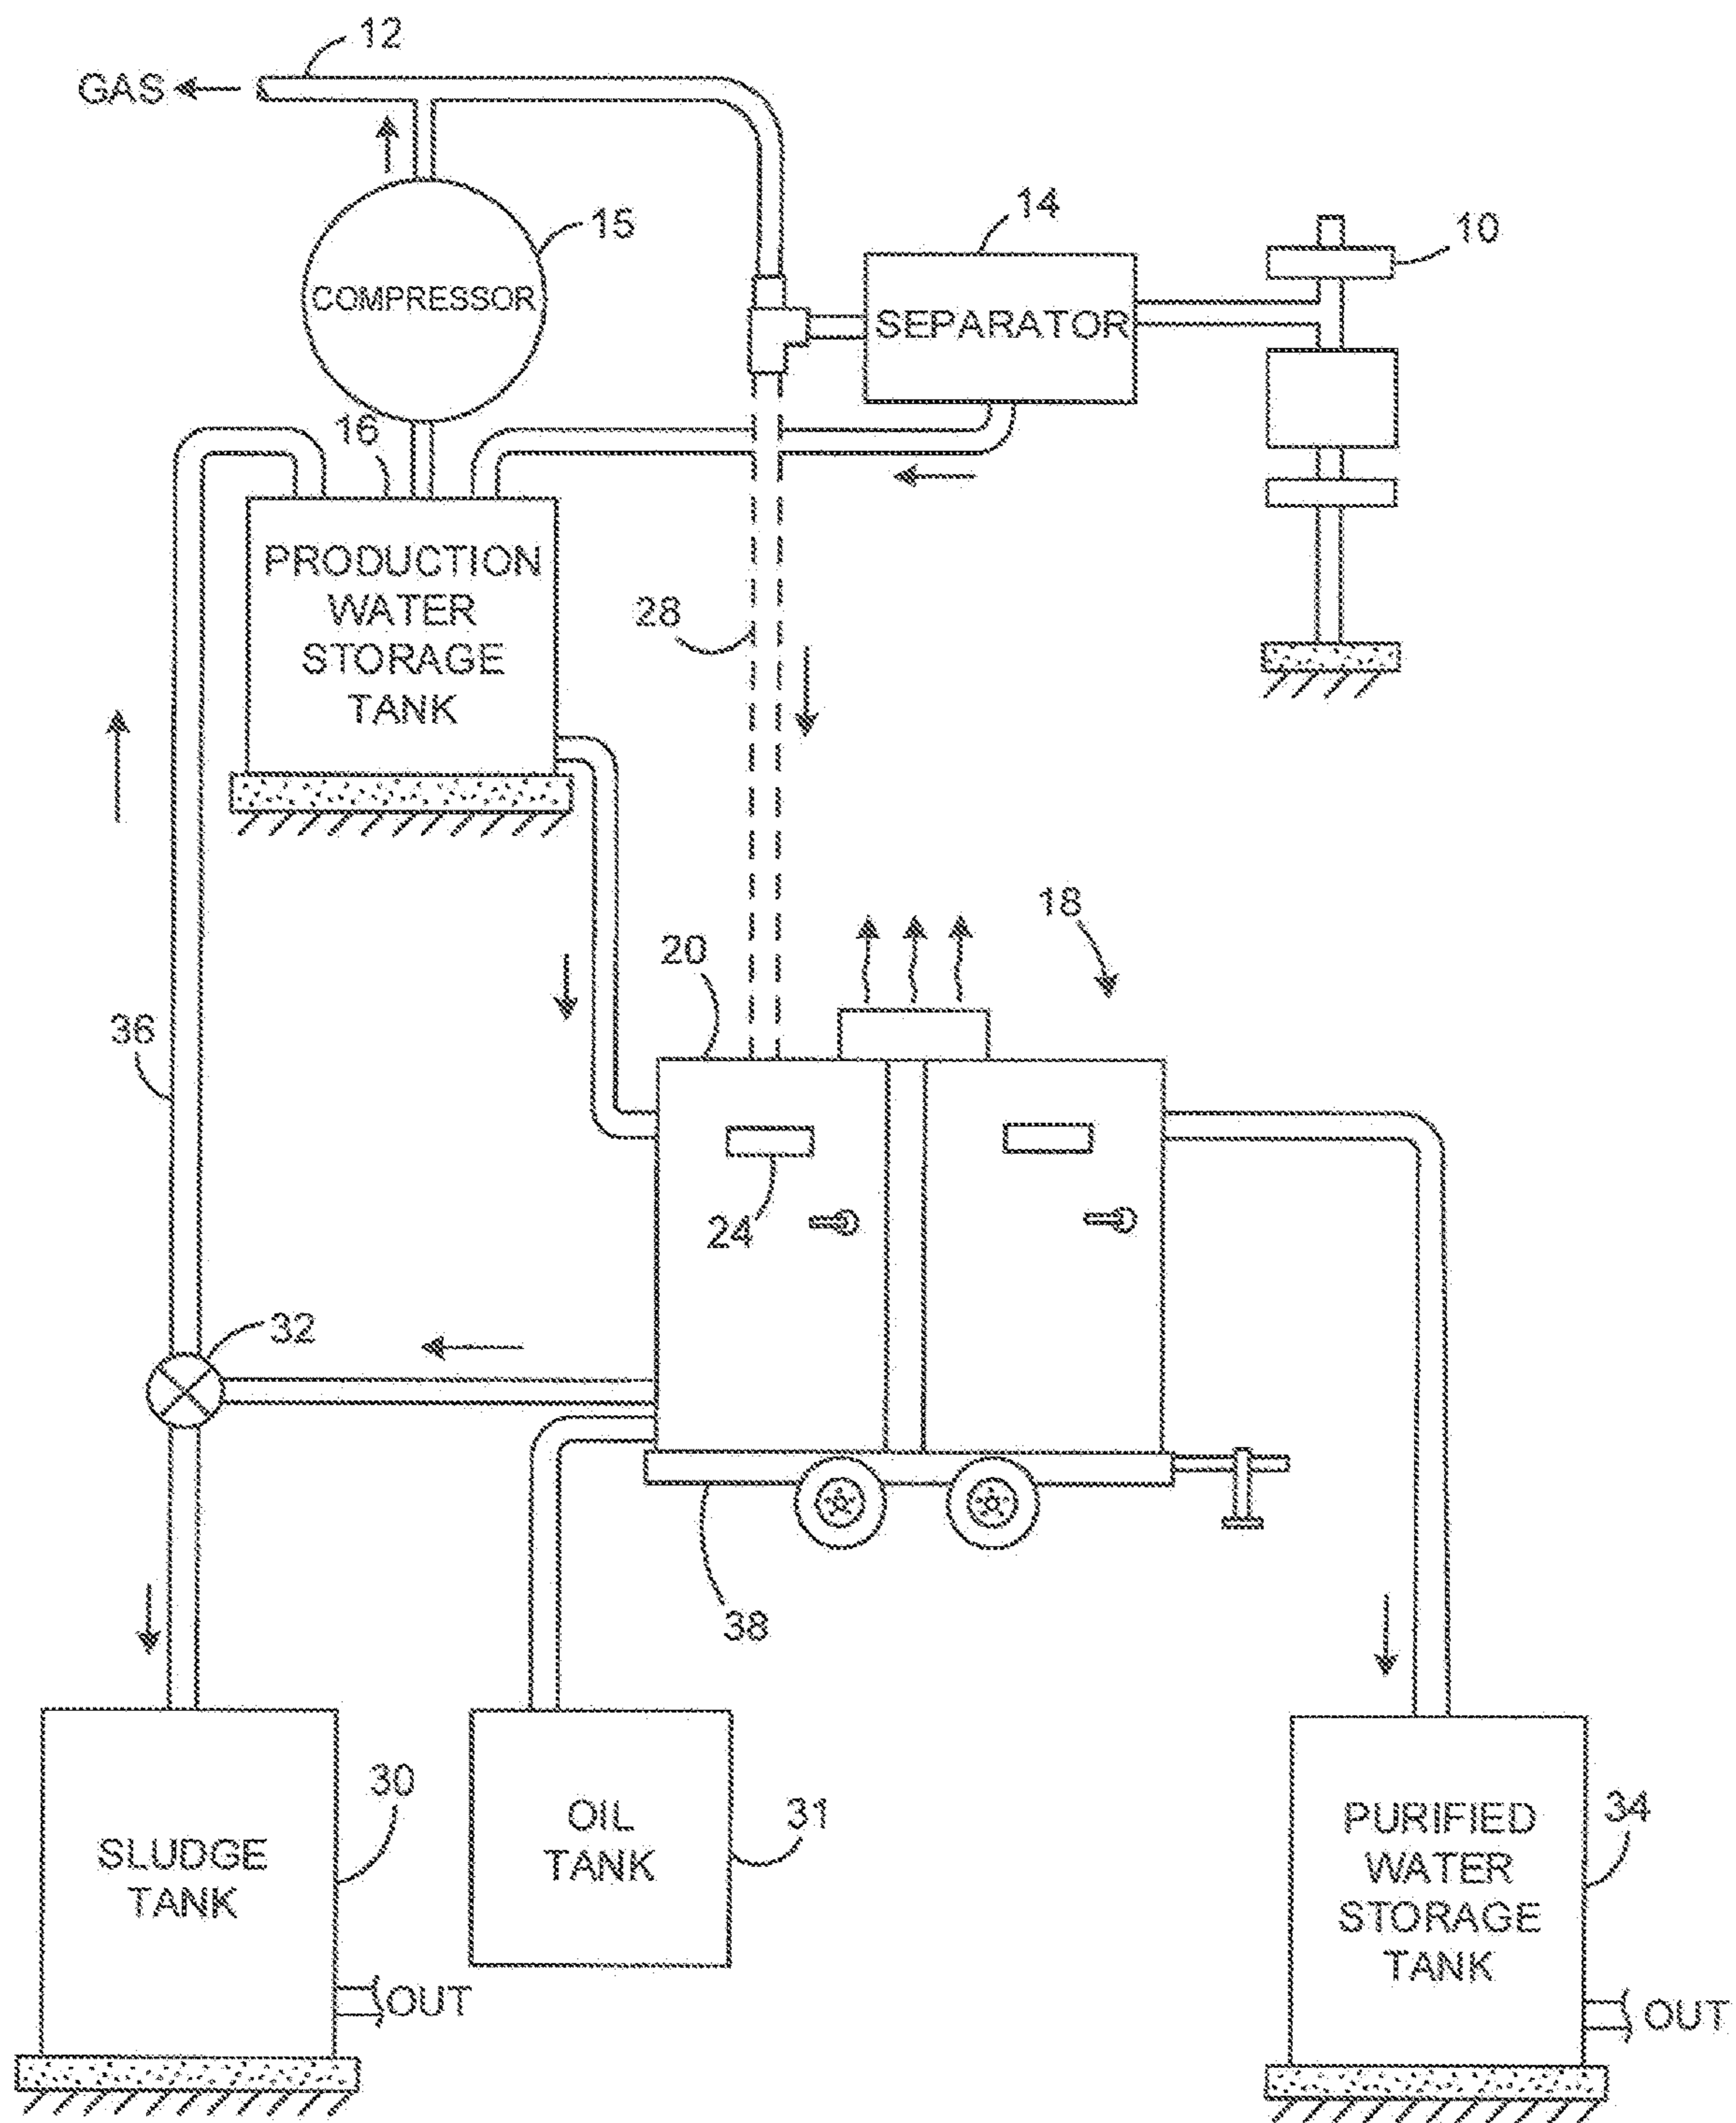 12
GAS
15
14
10
COMPRESSOR
SEPARATOR
16
PRODUCTION
WATER
STORAGE
TANK
28
18
20
36
24
32
38
30
31
34
SLUDGE
TANK
OIL
TANK
PURIFIED
WATER
STORAGE
TANK
OUT
OUT